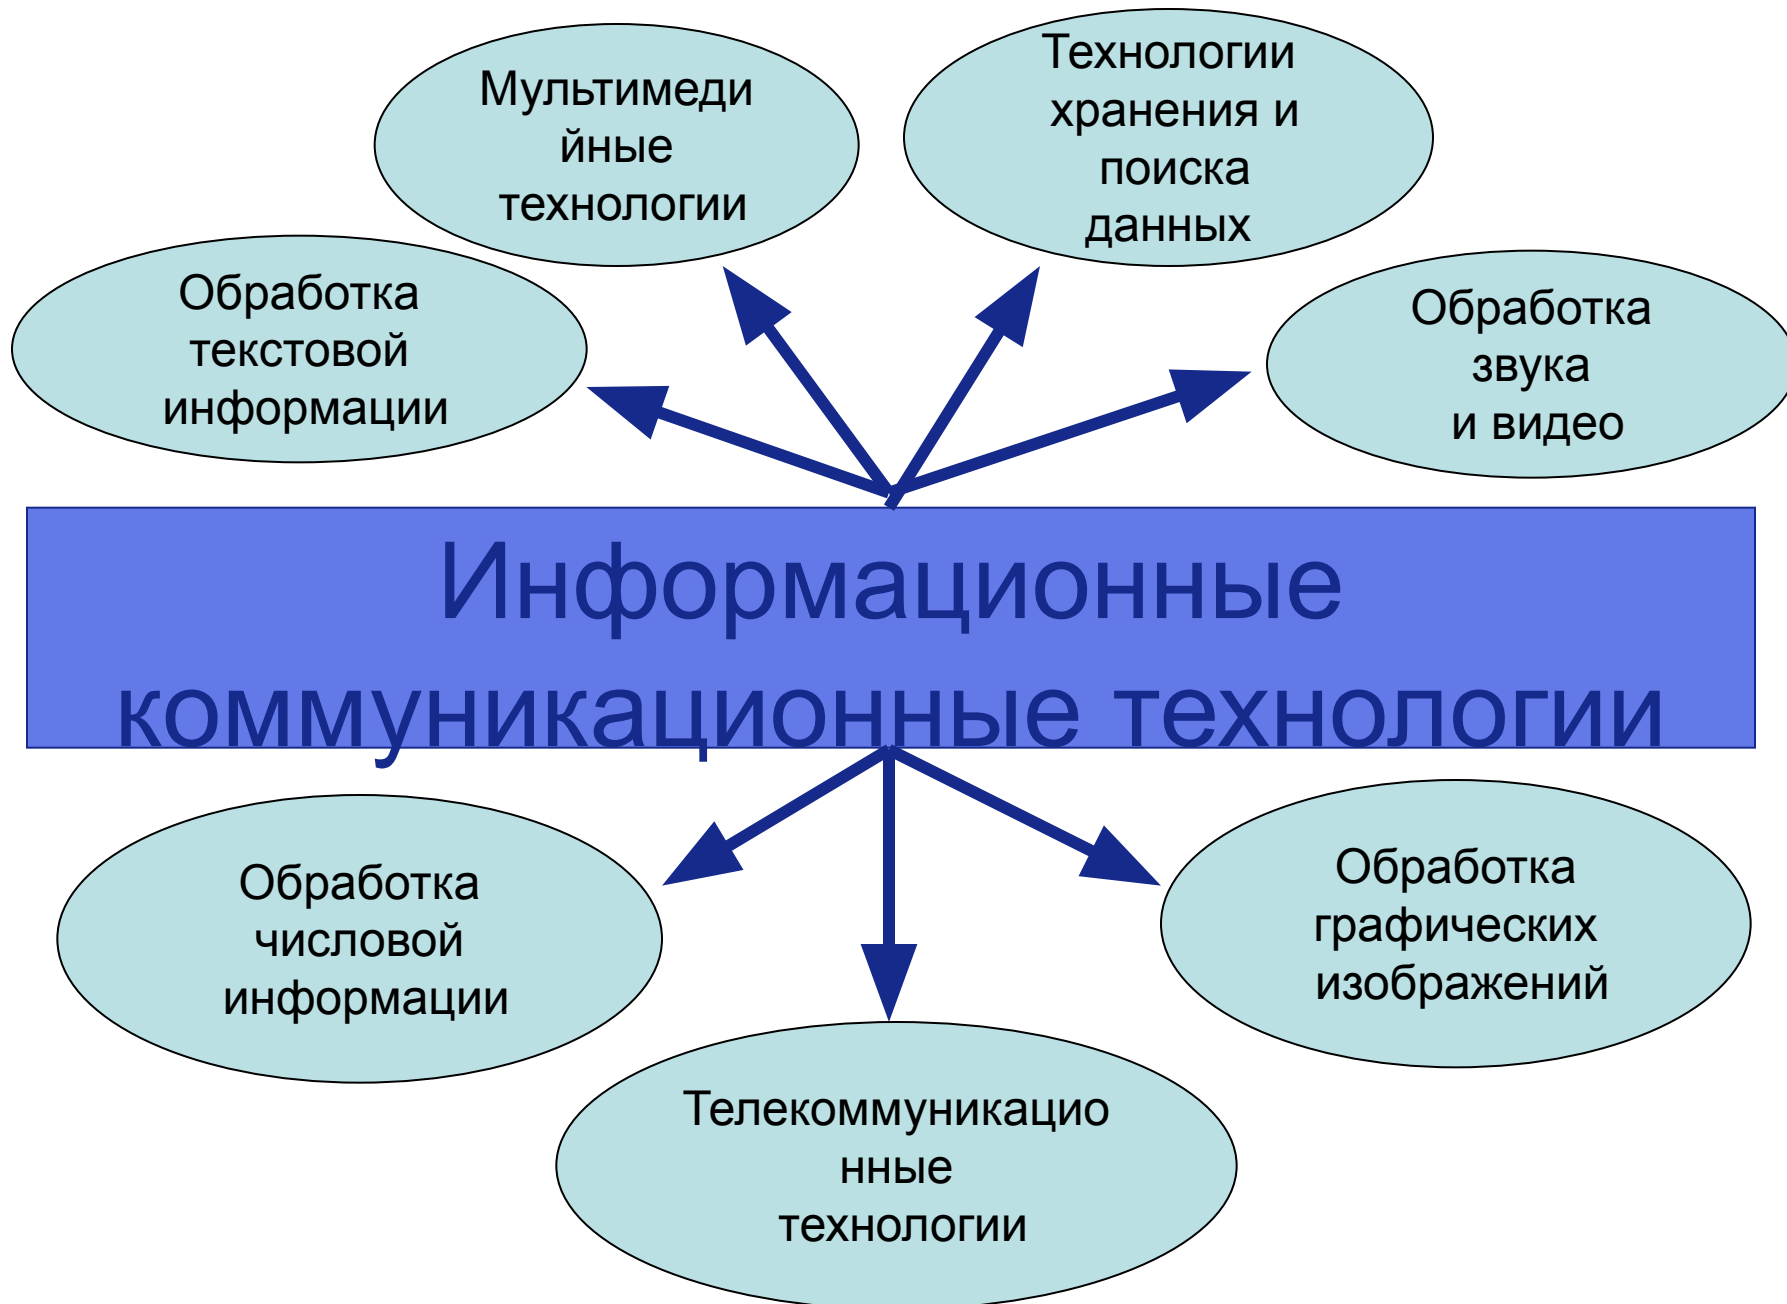 Мультимеди
йные
технологии
Технологии
хранения и
поиска
данных
Обработка
текстовой
информации
Обработка
звука
и видео
Информационные
коммуникационные технологии
Обработка
числовой
информации
Обработка
графических
изображений
Телекоммуникацио
нные
технологии